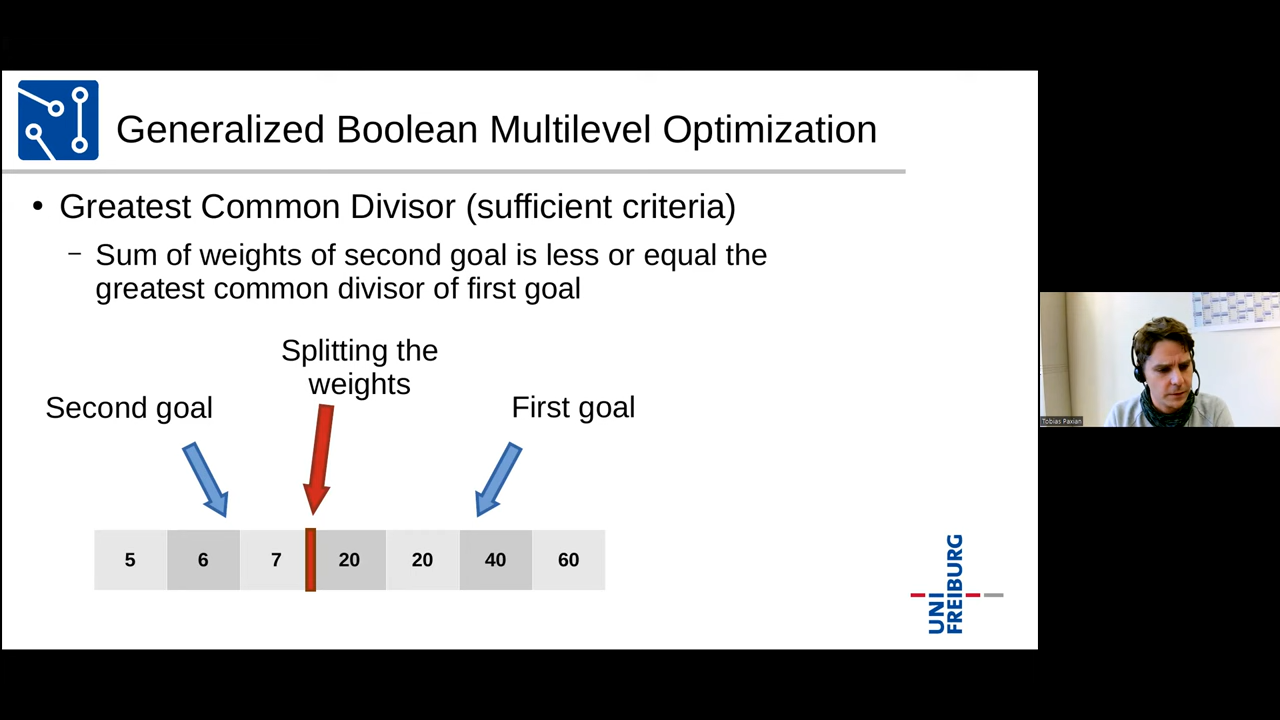 Generalized Boolean Multilevel Optimization
• Greatest Common Divisor (sufficient criteria)
– Sum of weights of second goal is less or equal the
greatest common divisor of first goal
Splitting the
weights
Second goal
First goal
5 6 7 20 20 40 60
UNI
FREIBURG
Tobias Paxian